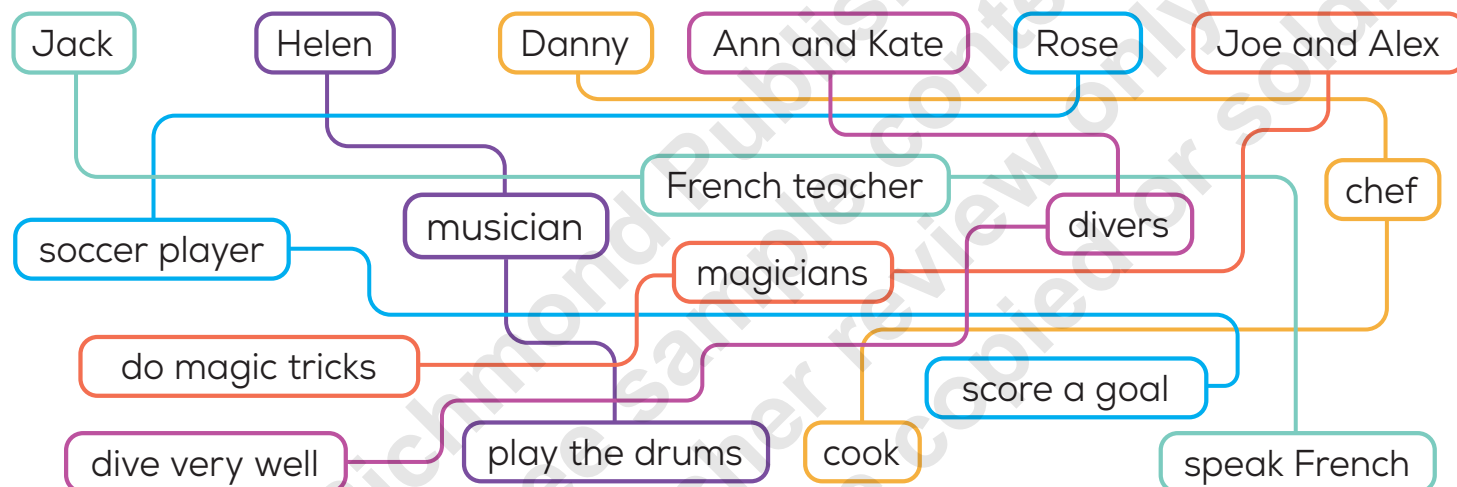 Jack
Helen
Danny
Ann and Kate
Rose
Joe and Alex
French teacher
chef
musician
divers
soccer player
magicians
do magic tricks
score a goal
play the drums
cook
dive very well
speak French